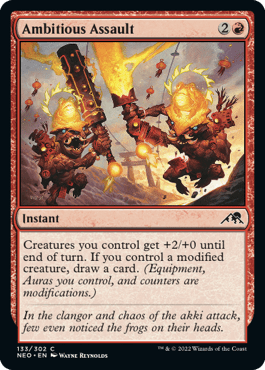 Ambitious Assault 2
Instant
Creatures you control get +2/+0 until
end of turn. If you control a modified
creature, draw a card. (Equipment,
Auras you control, and counters are
modifications.)
In the clangor and chaos of the akki attack,
few even noticed the frogs on their heads.
133/302 C
NEO • EN Wayne Reynolds
™ & © 2022 Wizards of the Coast